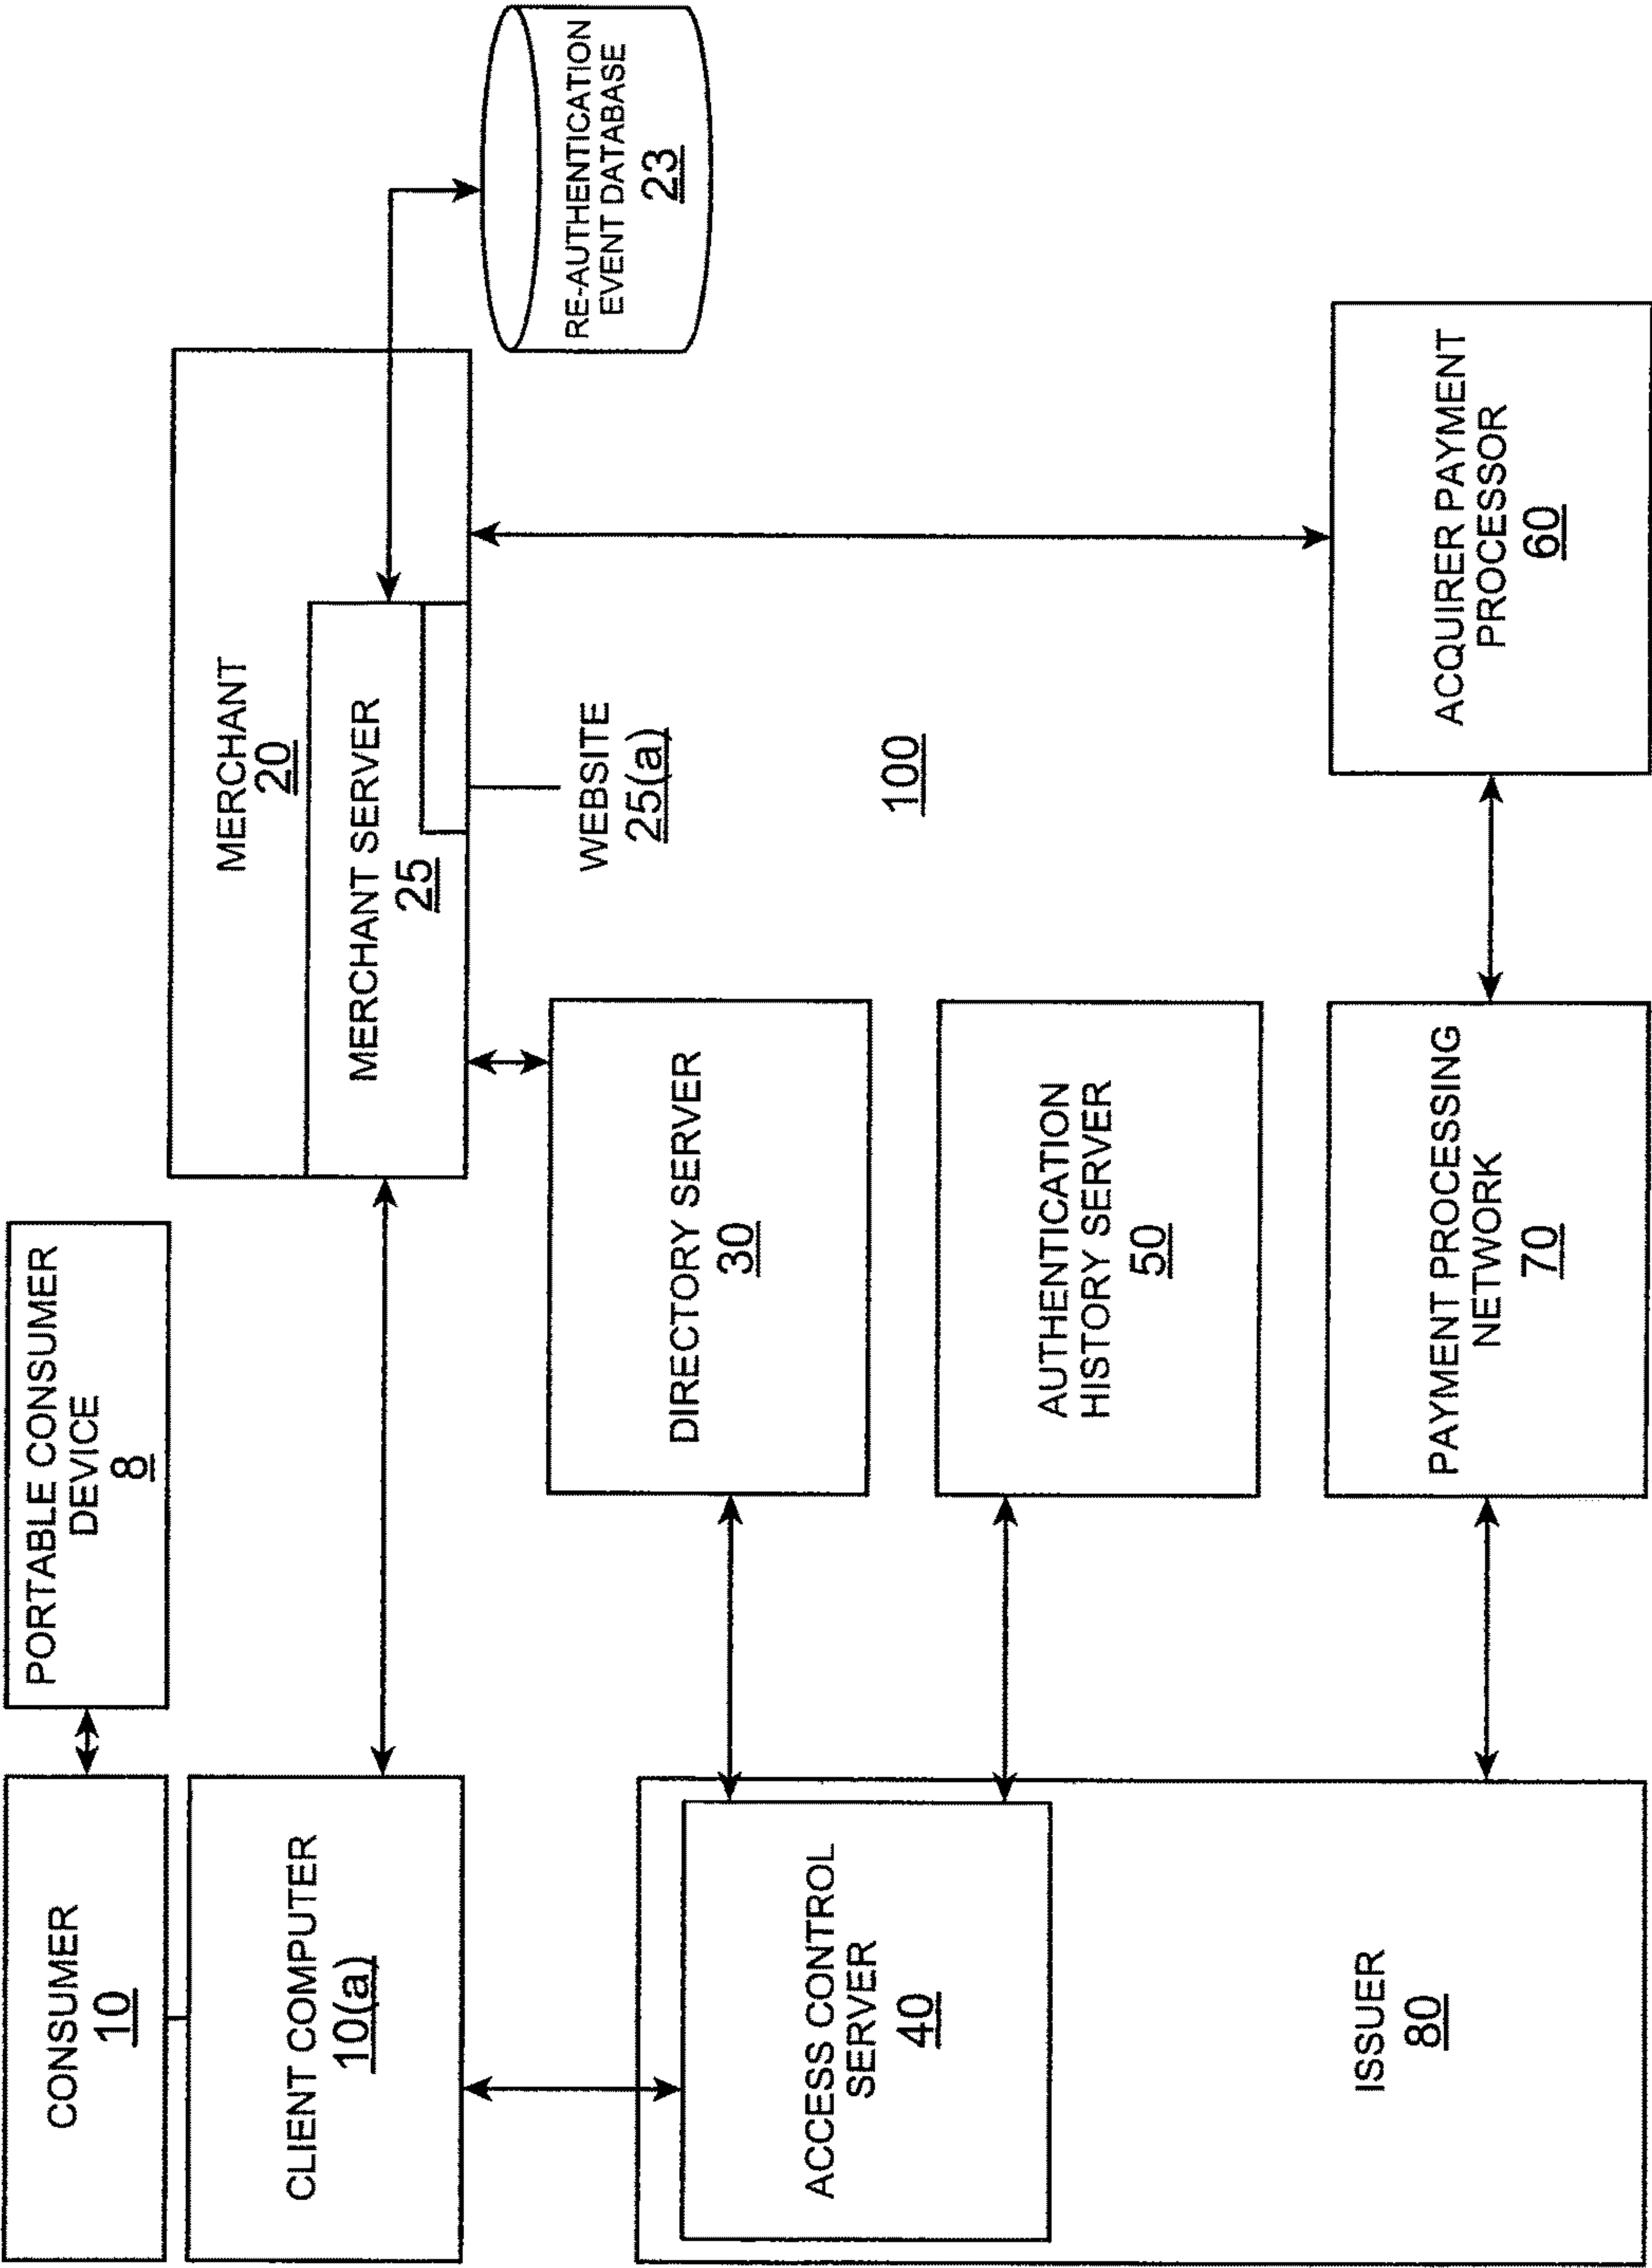 CONSUMER
10
PORTABLE CONSUMER
DEVICE
8
CLIENT COMPUTER
10(a)
MERCHANT
20
MERCHANT SERVER
25
WEBSITE
25(a)
RE-AUTHENTICATION
EVENT DATABASE
23
DIRECTORY SERVER
30
100
ACCESS CONTROL
SERVER
40
AUTHENTICATION
HISTORY SERVER
50
ISSUER
80
PAYMENT PROCESSING
NETWORK
70
ACQUIRER PAYMENT
PROCESSOR
60